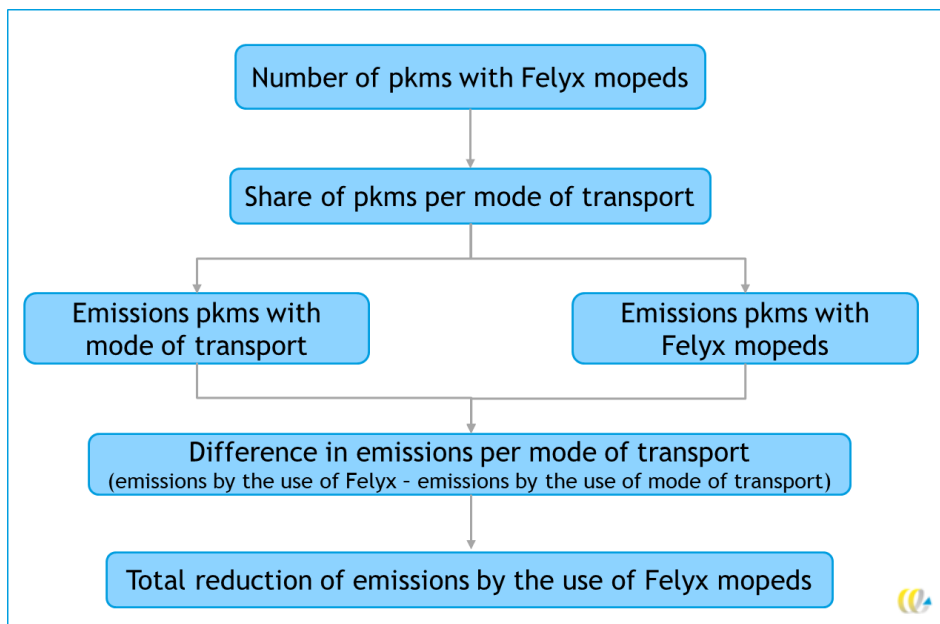 Number of pkms with Felyx mopeds
Share of pkms per mode of transport
Emissions pkms with
mode of transport
Emissions pkms with
Felyx mopeds
Difference in emissions per mode of transport
(emissions by the use of Felyx – emissions by the use of mode of transport)
Total reduction of emissions by the use of Felyx mopeds